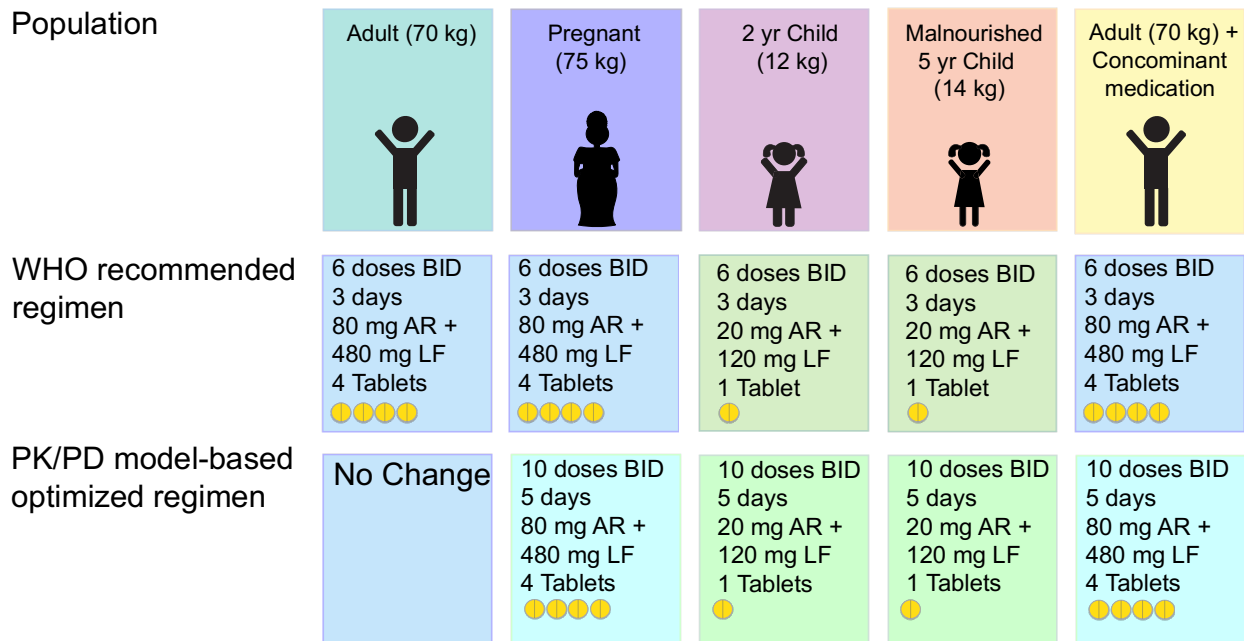 Population
Adult (70 kg)
Pregnant
(75 kg)
2 yr Child
(12 kg)
Malnourished
5 yr Child
(14 kg)
Adult (70 kg) +
Concominant
medication
WHO recommended
regimen
6 doses BID
3 days
80 mg AR +
480 mg LF
4 Tablets
6 doses BID
3 days
80 mg AR +
480 mg LF
4 Tablets
6 doses BID
3 days
20 mg AR +
120 mg LF
1 Tablet
6 doses BID
3 days
20 mg AR +
120 mg LF
1 Tablet
6 doses BID
3 days
80 mg AR +
480 mg LF
4 Tablets
PK/PD model-based
optimized regimen
No Change
10 doses BID
5 days
80 mg AR +
480 mg LF
4 Tablets
10 doses BID
5 days
20 mg AR +
120 mg LF
1 Tablets
10 doses BID
5 days
20 mg AR +
120 mg LF
1 Tablets
10 doses BID
5 days
80 mg AR +
480 mg LF
4 Tablets